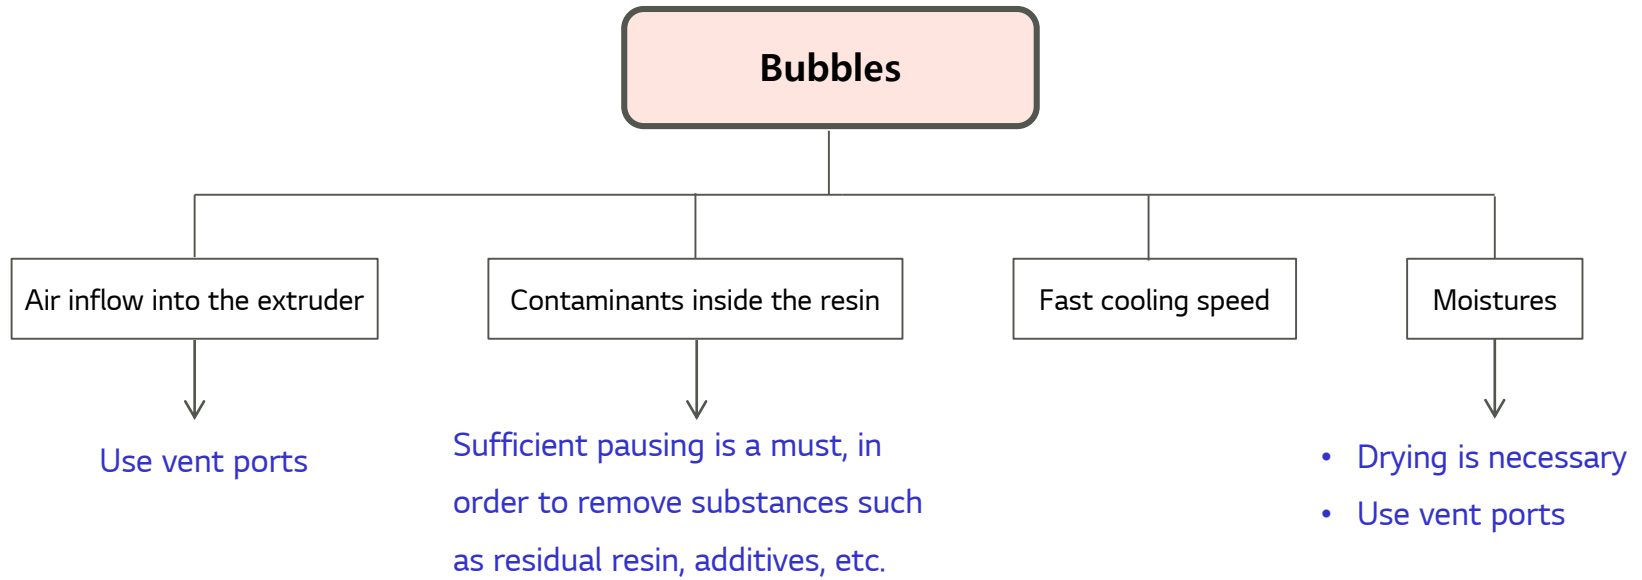 Bubbles
Air inflow into the extruder
Contaminants inside the resin
Fast cooling speed
Moistures
Use vent ports
Sufficient pausing is a must, in
order to remove substances such
as residual resin, additives, etc.
• Drying is necessary
• Use vent ports